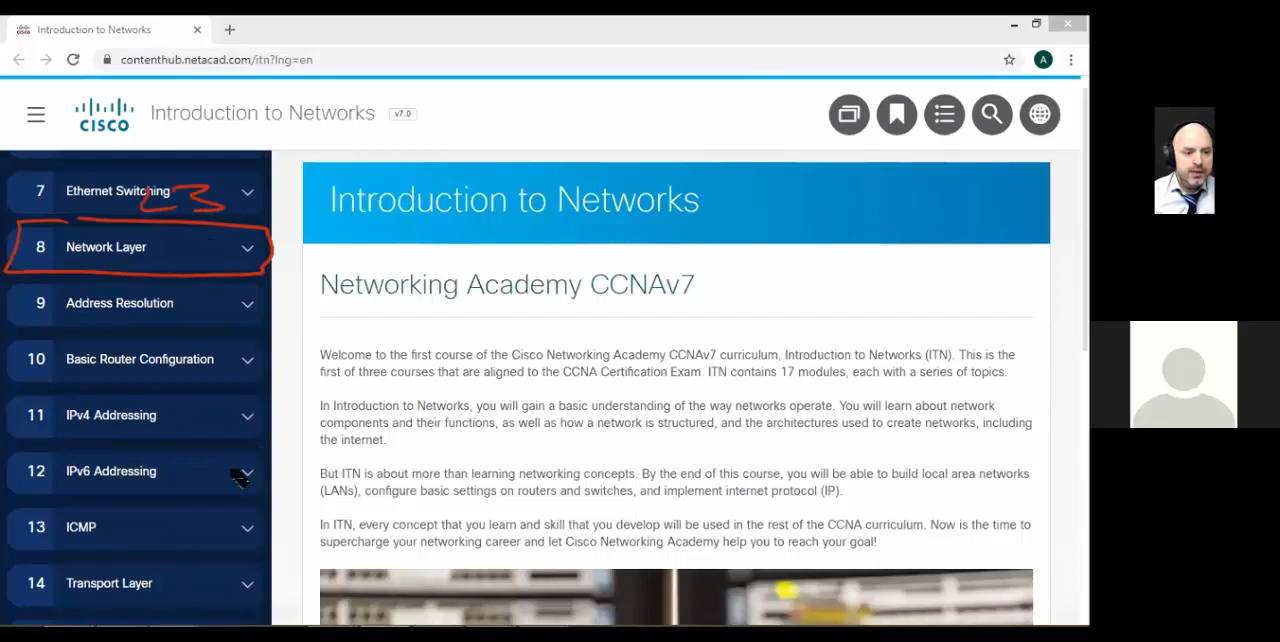 Introduction to Networks
contenthub.netacad.com/itn?lng=en
A
CISCO
Introduction to Networks
v7.0
7 Ethernet Switching
L3
8 Network Layer
9 Address Resolution
10 Basic Router Configuration
11 IPv4 Addressing
12 IPv6 Addressing
13 ICMP
14 Transport Layer
Introduction to Networks
Networking Academy CCNAv7
Welcome to the first course of the Cisco Networking Academy CCNAv7 curriculum, Introduction to Networks (ITN). This is the
first of three courses that are aligned to the CCNA Certification Exam. ITN contains 17 modules, each with a series of topics.
In Introduction to Networks, you will gain a basic understanding of the way networks operate. You will learn about network
components and their functions, as well as how a network is structured, and the architectures used to create networks, including
the internet.
But ITN is about more than learning networking concepts. By the end of this course, you will be able to build local area networks
(LANs), configure basic settings on routers and switches, and implement internet protocol (IP).
In ITN, every concept that you learn and skill that you develop will be used in the rest of the CCNA curriculum. Now is the time to
supercharge your networking career and let Cisco Networking Academy help you to reach your goal!